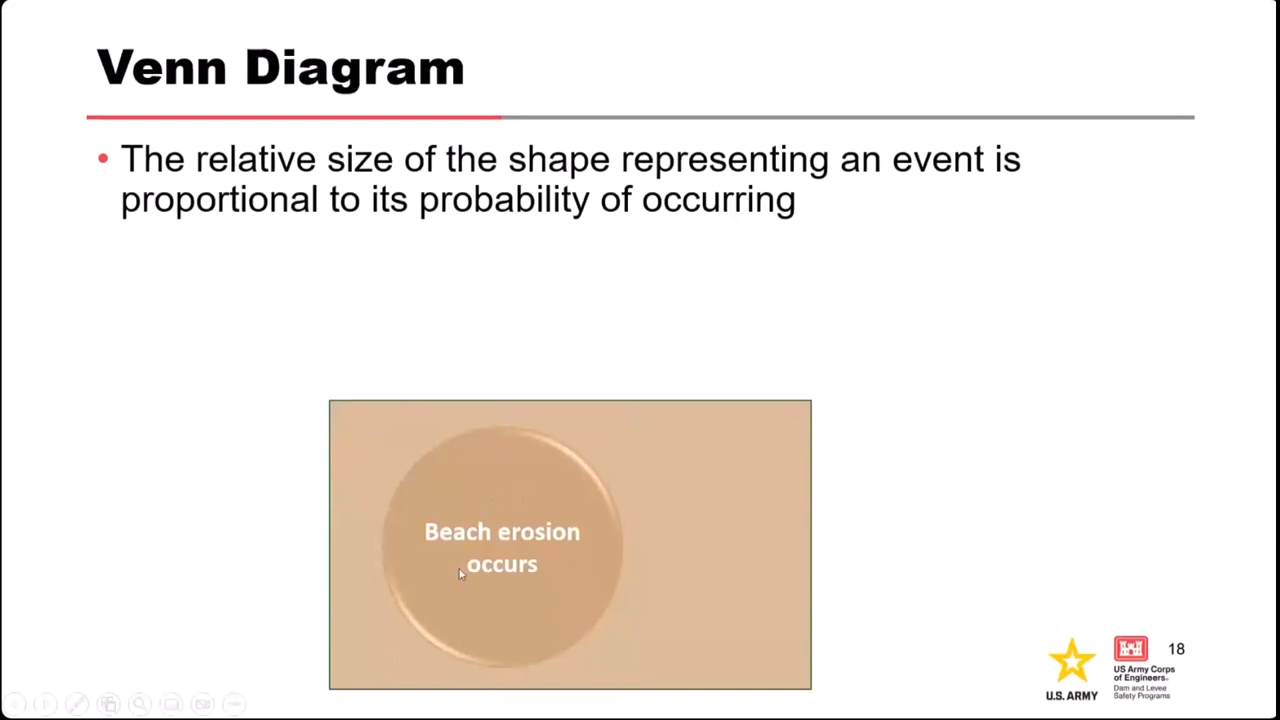 Venn Diagram
• The relative size of the shape representing an event is
proportional to its probability of occurring
Beach erosion
occurs
U.S. ARMY
US Army Corps
of Engineers®
Dam and Levee
Safety Programs
18